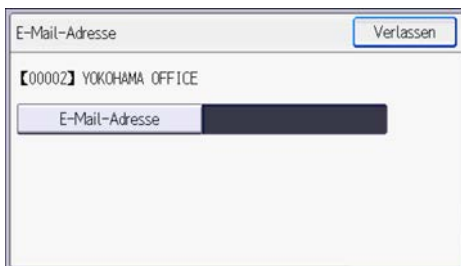 E-Mail-Adresse
Verlassen
【00002】 YOKOHAMA OFFICE
E-Mail-Adresse